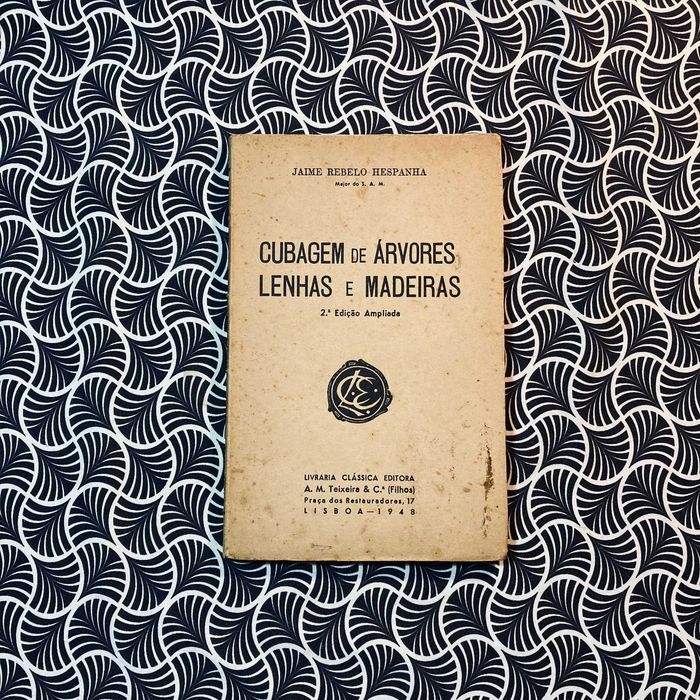 JAIME REBELO HESPANHA
Major do S. A. M.
CUBAGEM DE ÁRVORES
LENHAS E MADEIRAS
2.ª Edição Ampliada
LCE
LIVRARIA CLÁSSICA EDITORA
A. M. Teixeira & C.ª (Filhos)
Praça dos Restauradores, 17
LISBOA—1948